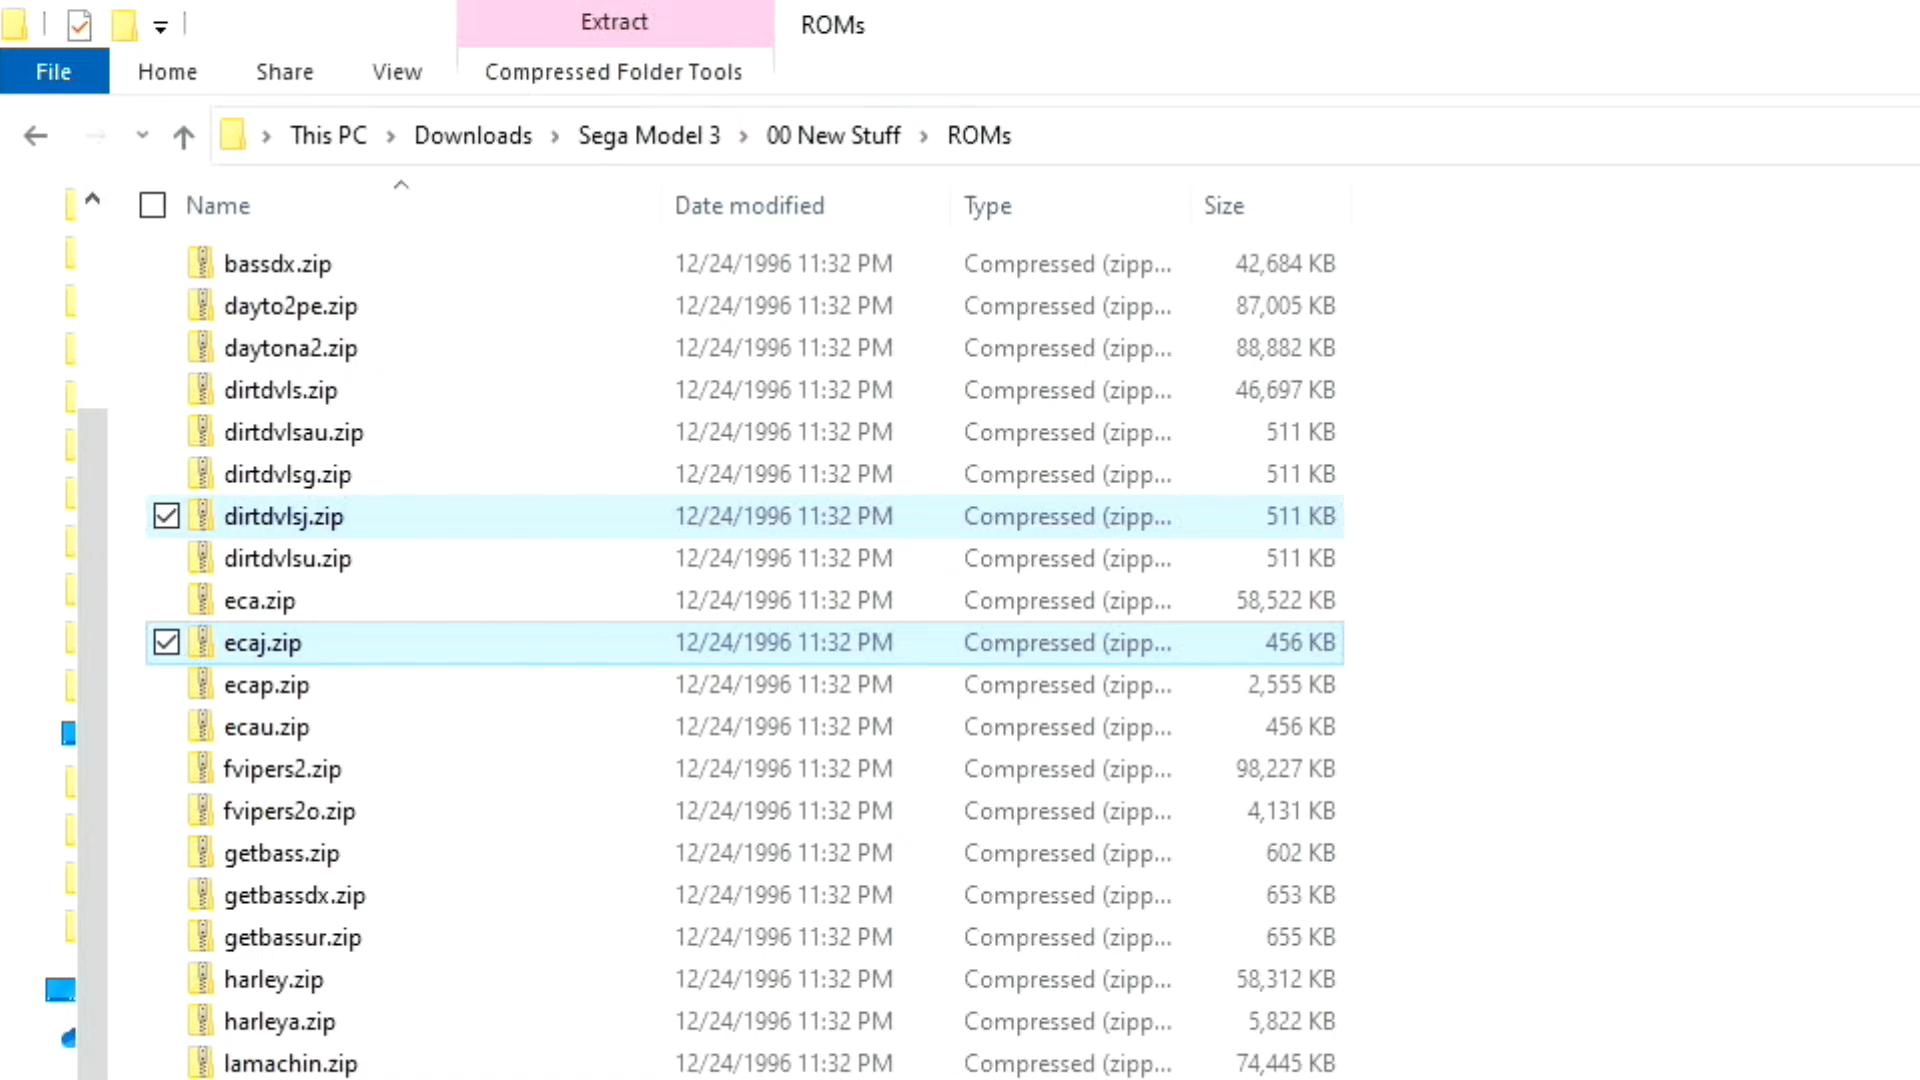 Extract ROMs
File Home Share View Compressed Folder Tools
This PC Downloads Sega Model 3 00 New Stuff ROMs
Name Date modified Type Size
bassdx.zip 12/24/1996 11:32 PM Compressed (zipp... 42,684 KB
dayto2pe.zip 12/24/1996 11:32 PM Compressed (zipp... 87,005 KB
daytona2.zip 12/24/1996 11:32 PM Compressed (zipp... 88,882 KB
dirtdvls.zip 12/24/1996 11:32 PM Compressed (zipp... 46,697 KB
dirtdvlsau.zip 12/24/1996 11:32 PM Compressed (zipp... 511 KB
dirtdvlsg.zip 12/24/1996 11:32 PM Compressed (zipp... 511 KB
dirtdvlsj.zip 12/24/1996 11:32 PM Compressed (zipp... 511 KB
dirtdvlsu.zip 12/24/1996 11:32 PM Compressed (zipp... 511 KB
eca.zip 12/24/1996 11:32 PM Compressed (zipp... 58,522 KB
ecaj.zip 12/24/1996 11:32 PM Compressed (zipp... 456 KB
ecap.zip 12/24/1996 11:32 PM Compressed (zipp... 2,555 KB
ecau.zip 12/24/1996 11:32 PM Compressed (zipp... 456 KB
fvipers2.zip 12/24/1996 11:32 PM Compressed (zipp... 98,227 KB
fvipers2o.zip 12/24/1996 11:32 PM Compressed (zipp... 4,131 KB
getbass.zip 12/24/1996 11:32 PM Compressed (zipp... 602 KB
getbassdx.zip 12/24/1996 11:32 PM Compressed (zipp... 653 KB
getbassur.zip 12/24/1996 11:32 PM Compressed (zipp... 655 KB
harley.zip 12/24/1996 11:32 PM Compressed (zipp... 58,312 KB
harleya.zip 12/24/1996 11:32 PM Compressed (zipp... 5,822 KB
lamachin.zip 12/24/1996 11:32 PM Compressed (zipp... 74,445 KB